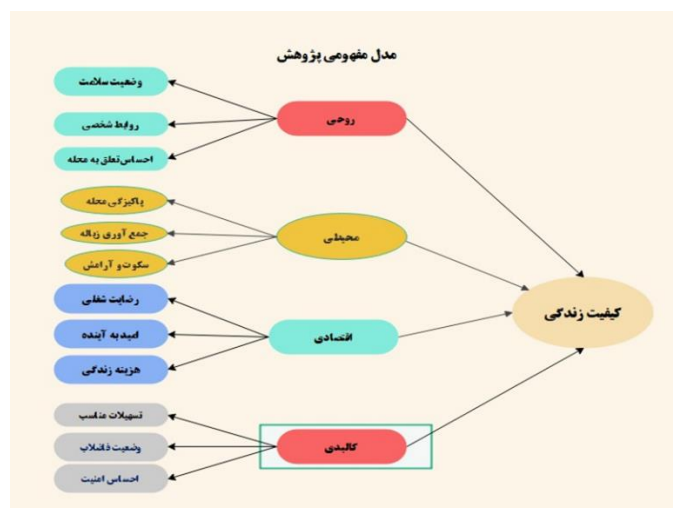 مدل مفهومی پژوهش
روحی
وضعیت سلامت
روابط شخصی
احساس تعلق به محله
محیطی
پاکیزگی محله
جمع آوری زباله
سکوت و آرامش
کیفیت زندگی
اقتصادی
رضایت شغلی
امید به آینده
هزینه زندگی
کالبدی
تسهیلات مناسب
وضعیت فاضلاب
احساس امنیت